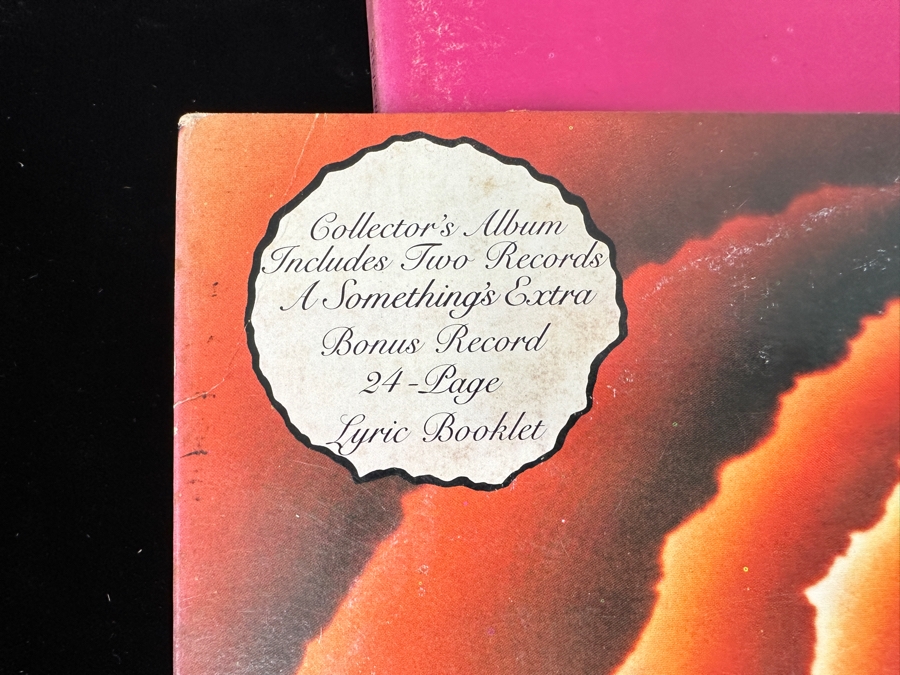 Collector's Album
Includes Two Records
A Something's Extra
Bonus Record
24-Page
Lyric Booklet